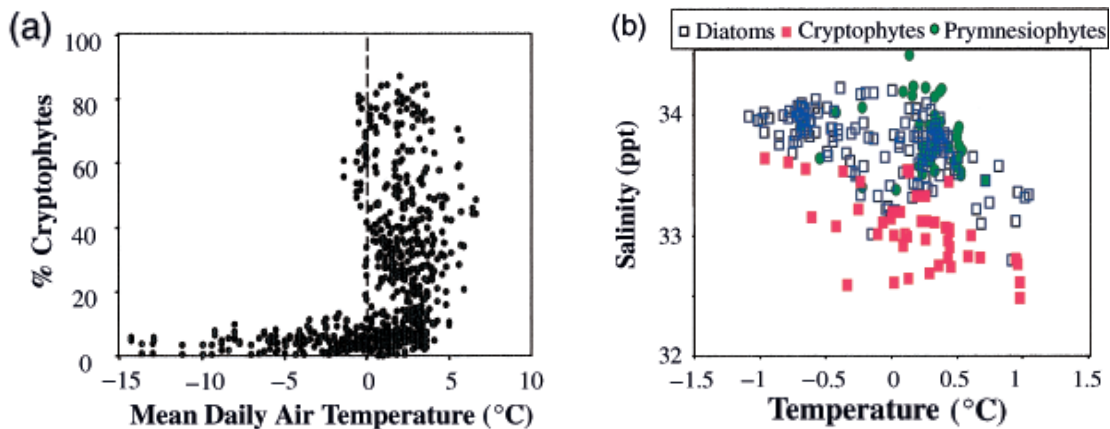 (a)
100
80
60
40
20
0
% Cryptophytes
−15 −10 −5 0 5 10
Mean Daily Air Temperature (°C)
(b)
Diatoms Cryptophytes Prymnesiophytes
34
33
32
Salinity (ppt)
−1.5 −1 −0.5 0 0.5 1 1.5
Temperature (°C)